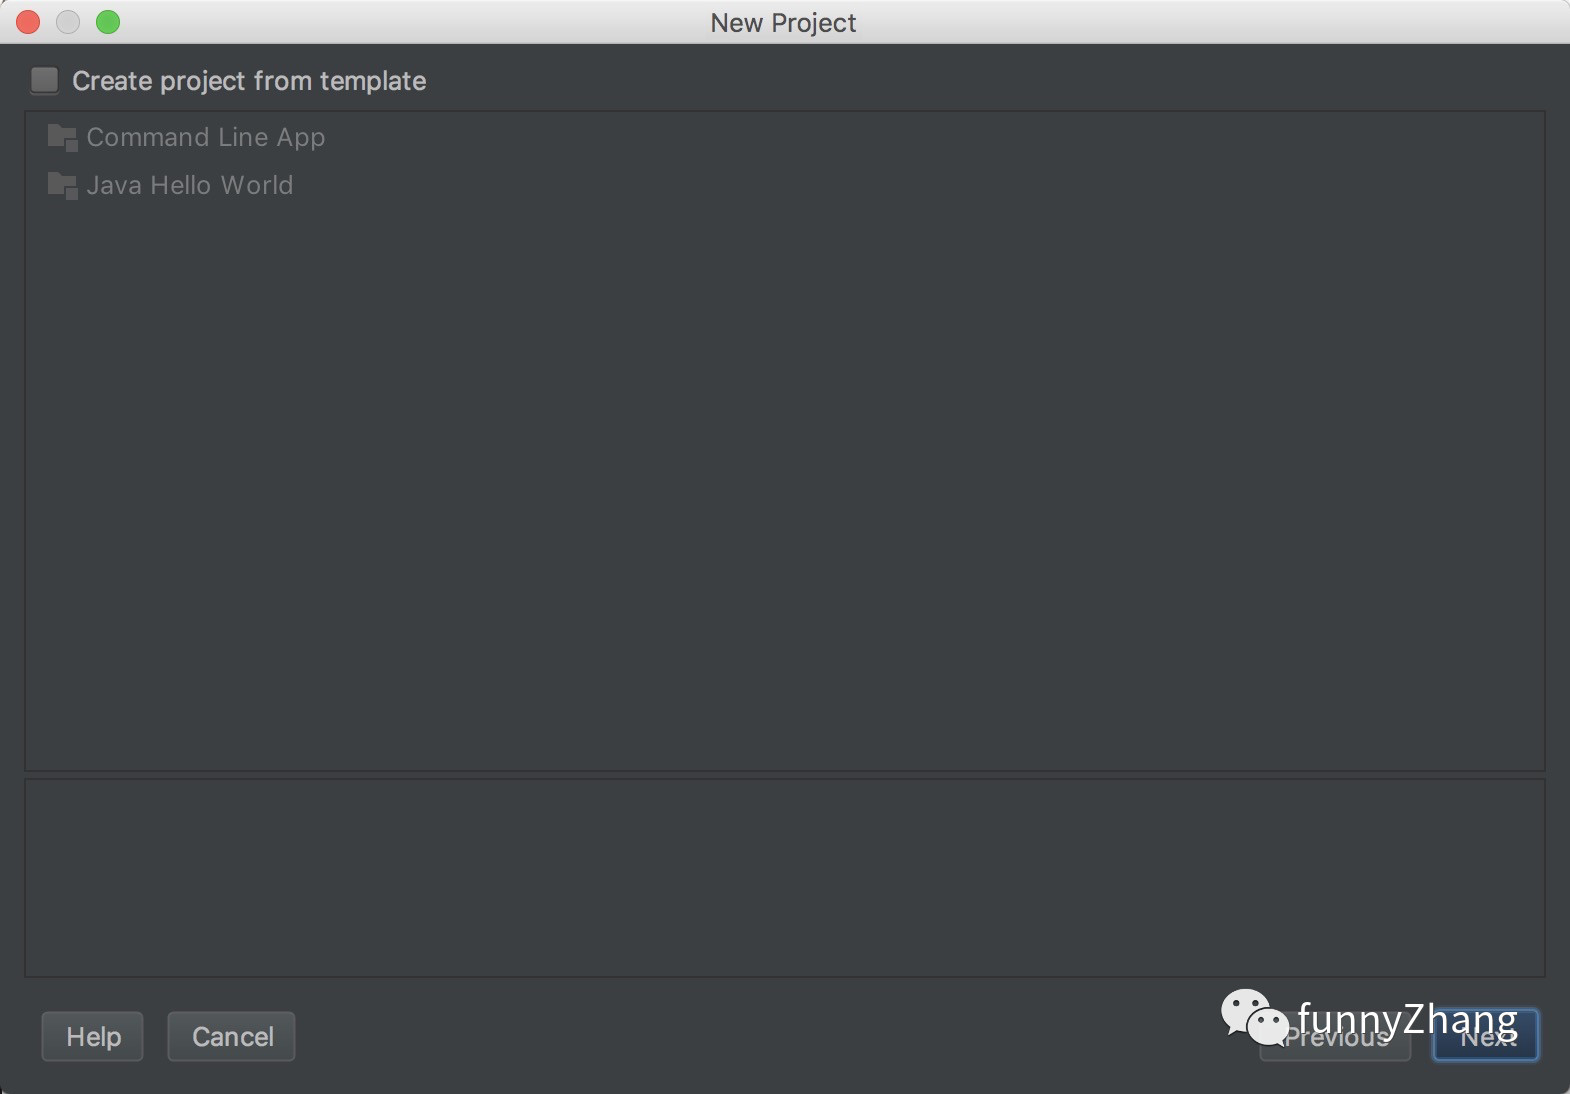 New Project
Create project from template
Command Line App
Java Hello World
Help
Cancel
funnyZhang
Previous
Next